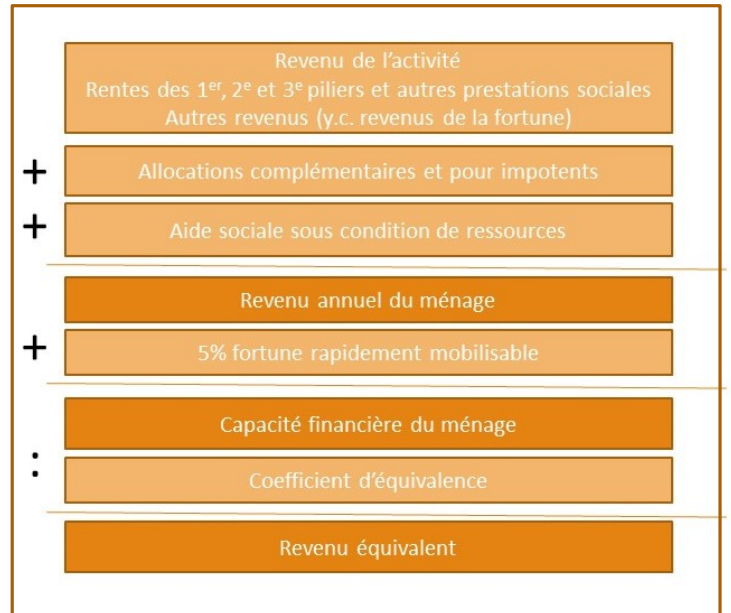 Revenu de l’activité
Rentes des 1er, 2e et 3e piliers et autres prestations sociales
Autres revenus (y.c. revenus de la fortune)
+ Allocations complémentaires et pour impotents
+ Aide sociale sous condition de ressources
Revenu annuel du ménage
+ 5% fortune rapidement mobilisable
Capacité financière du ménage
: Coefficient d’équivalence
Revenu équivalent